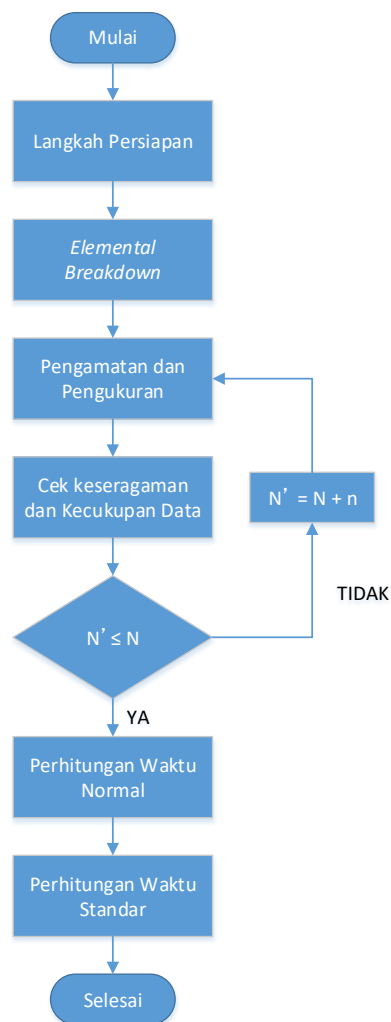 Mulai
Langkah Persiapan
Elemental
Breakdown
Pengamatan dan
Pengukuran
Cek keseragaman
dan Kecukupan Data
N’ = N + n
N’ ≤ N
TIDAK
YA
Perhitungan Waktu
Normal
Perhitungan Waktu
Standar
Selesai